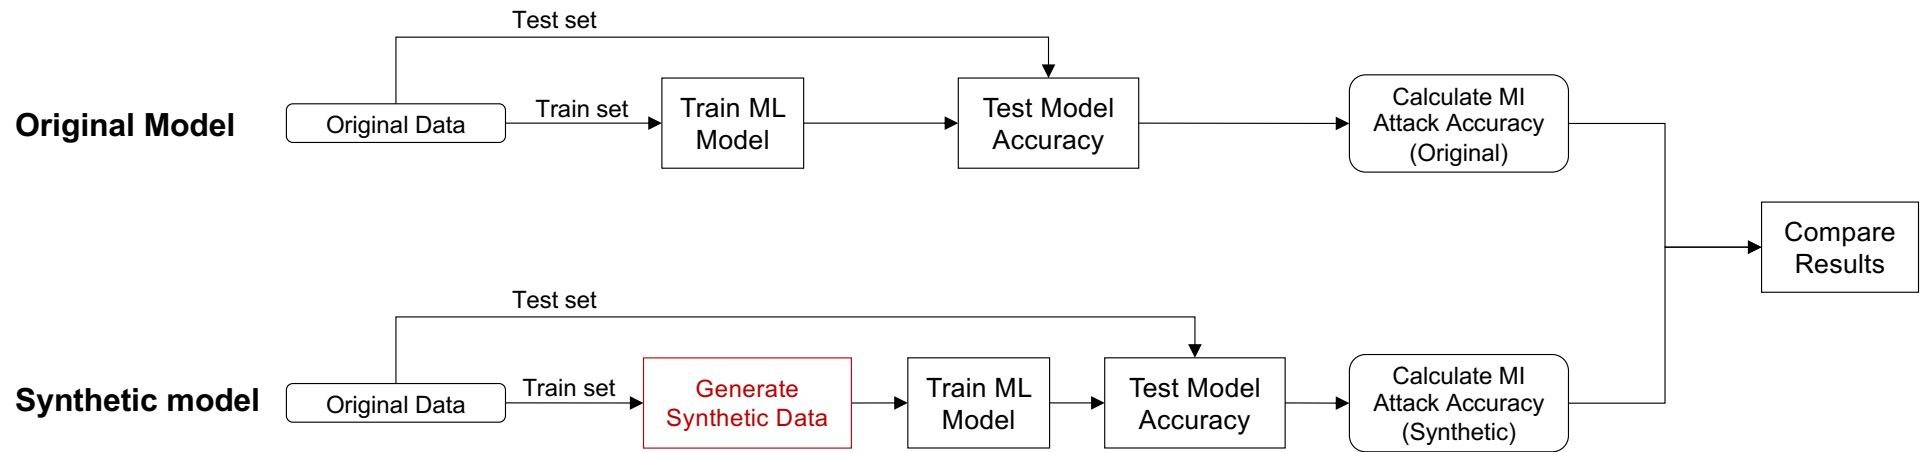 Test set
Original Model
Original Data
Train set
Train ML
Model
Test Model
Accuracy
Calculate MI
Attack Accuracy
(Original)
Compare
Results
Test set
Synthetic model
Original Data
Train set
Generate
Synthetic Data
Train ML
Model
Test Model
Accuracy
Calculate MI
Attack Accuracy
(Synthetic)